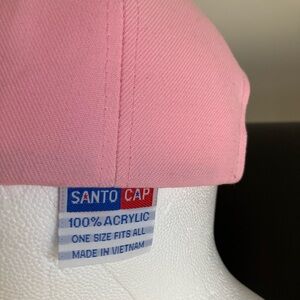 SANTO CAP
100% ACRYLIC
ONE SIZE FITS ALL
MADE IN VIETNAM